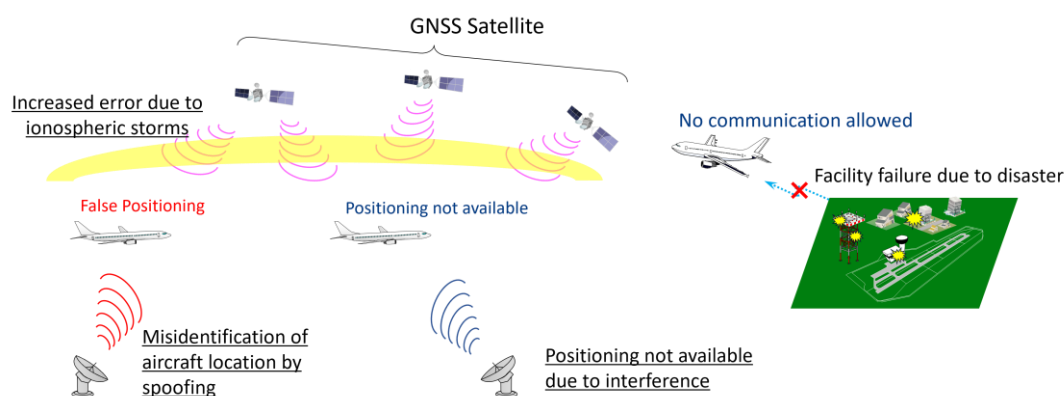 GNSS Satellite
Increased error due to
ionospheric storms
No communication allowed
Facility failure due to disaster
False Positioning
Positioning not available
Misidentification of
aircraft location by
spoofing
Positioning not available
due to interference